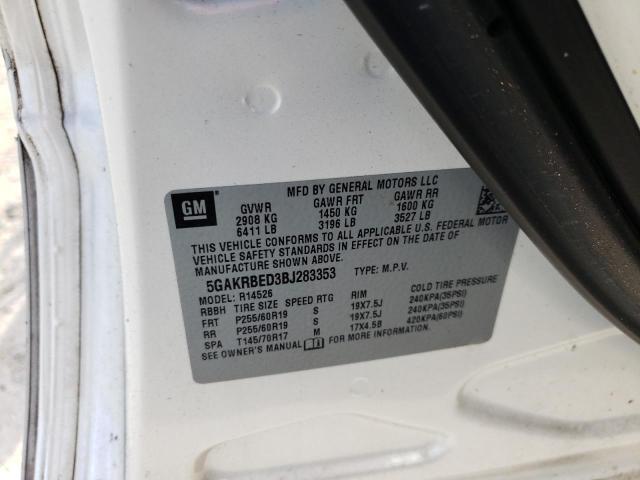 GM
MFD BY GENERAL MOTORS LLC
GVWR GAWR FRT GAWR RR
2908 KG 1450 KG 1600 KG
6411 LB 3196 LB 3527 LB
THIS VEHICLE CONFORMS TO ALL APPLICABLE U.S. FEDERAL MOTOR
VEHICLE SAFETY STANDARDS IN EFFECT ON THE DATE OF
MANUFACTURE SHOWN ABOVE.
5GAKRBED3BJ283353 TYPE: M.P.V.
MODEL: R14526
RBBH TIRE SIZE SPEED RTG RIM COLD TIRE PRESSURE
FRT P255/60R19 S 19X7.5J 240KPA(35PSI)
RR P255/60R19 S 19X7.5J 240KPA(35PSI)
SPA T145/70R17 M 17X4.5B 420KPA(60PSI)
SEE OWNER'S MANUAL FOR MORE INFORMATION.